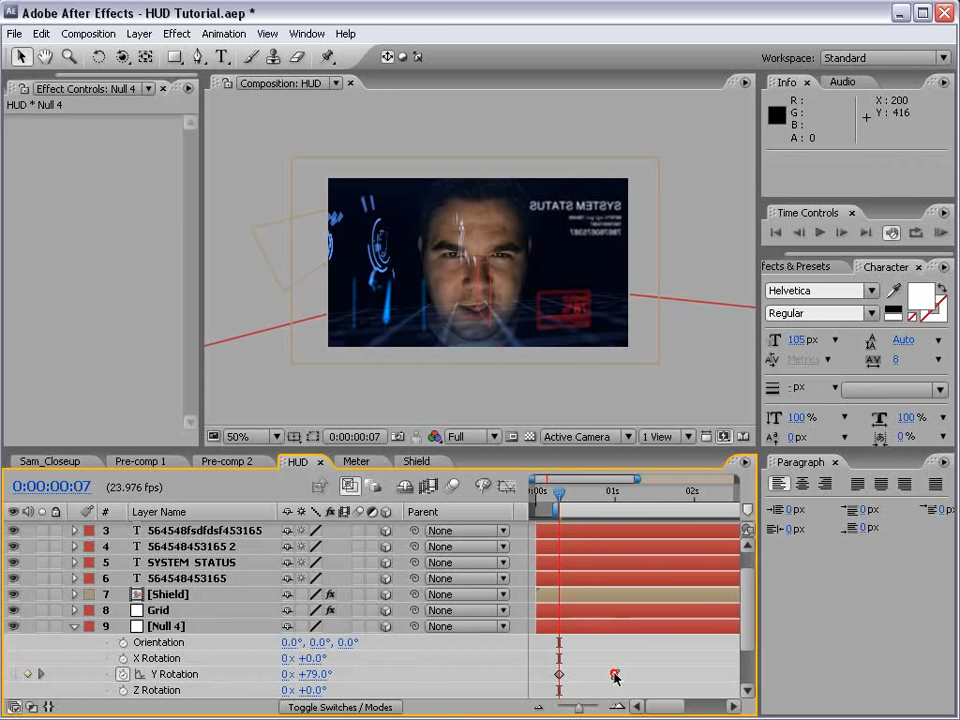 Adobe After Effects - HUD Tutorial.aep *
File Edit Composition Layer Effect Animation View Window Help
Workspace: Standard
Effect Controls: Null 4
HUD * Null 4
Composition: HUD
SYSTEM STATUS
50% 0:00:00:07 Full Active Camera 1 View
Info Audio
R: X: 200
G: Y: 416
B:
A: 0
Time Controls
ffects & Presets Character
Helvetica
Regular
105 px Auto
Metrics 8
- px
100 % 100 %
0 px 0 %
Paragraph
0 px 0 px 0 px
0 px 0 px
Sam_Closeup Pre-comp 1 Pre-comp 2 HUD Meter Shield
0:00:00:07 (23.976 fps)
:00s 01s 02s
# Layer Name Parent
3 T 564548fsdfdsf453165 None
4 T 564548453165 2 None
5 T SYSTEM STATUS None
6 T 564548453165 None
7 [Shield] None
8 Grid None
9 [Null 4] None
Orientation 0.0°, 0.0°, 0.0°
X Rotation 0 x +0.0°
Y Rotation 0 x +79.0°
Z Rotation 0 x +0.0°
Toggle Switches / Modes